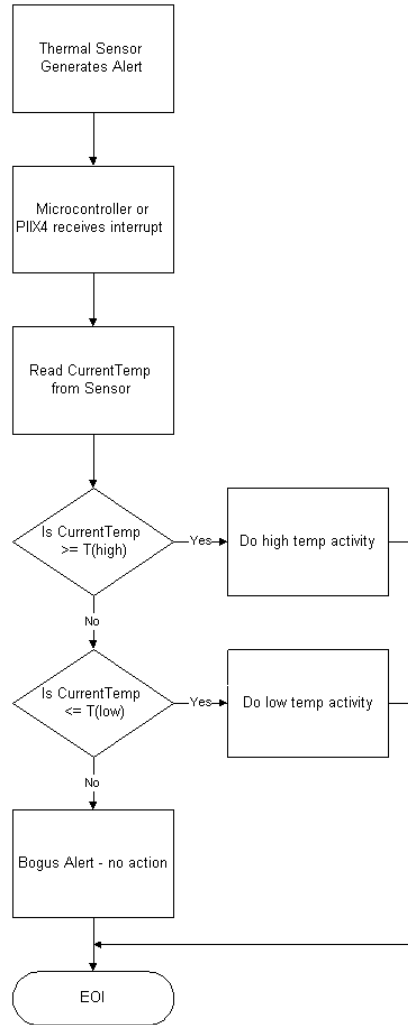 Thermal Sensor
Generates Alert
Microcontroller or
PIIX4 receives interrupt
Read CurrentTemp
from Sensor
Is CurrentTemp
>= T(high)
Yes
Do high temp activity
No
Is CurrentTemp
<= T(low)
Yes
Do low temp activity
No
Bogus Alert - no action
EOI